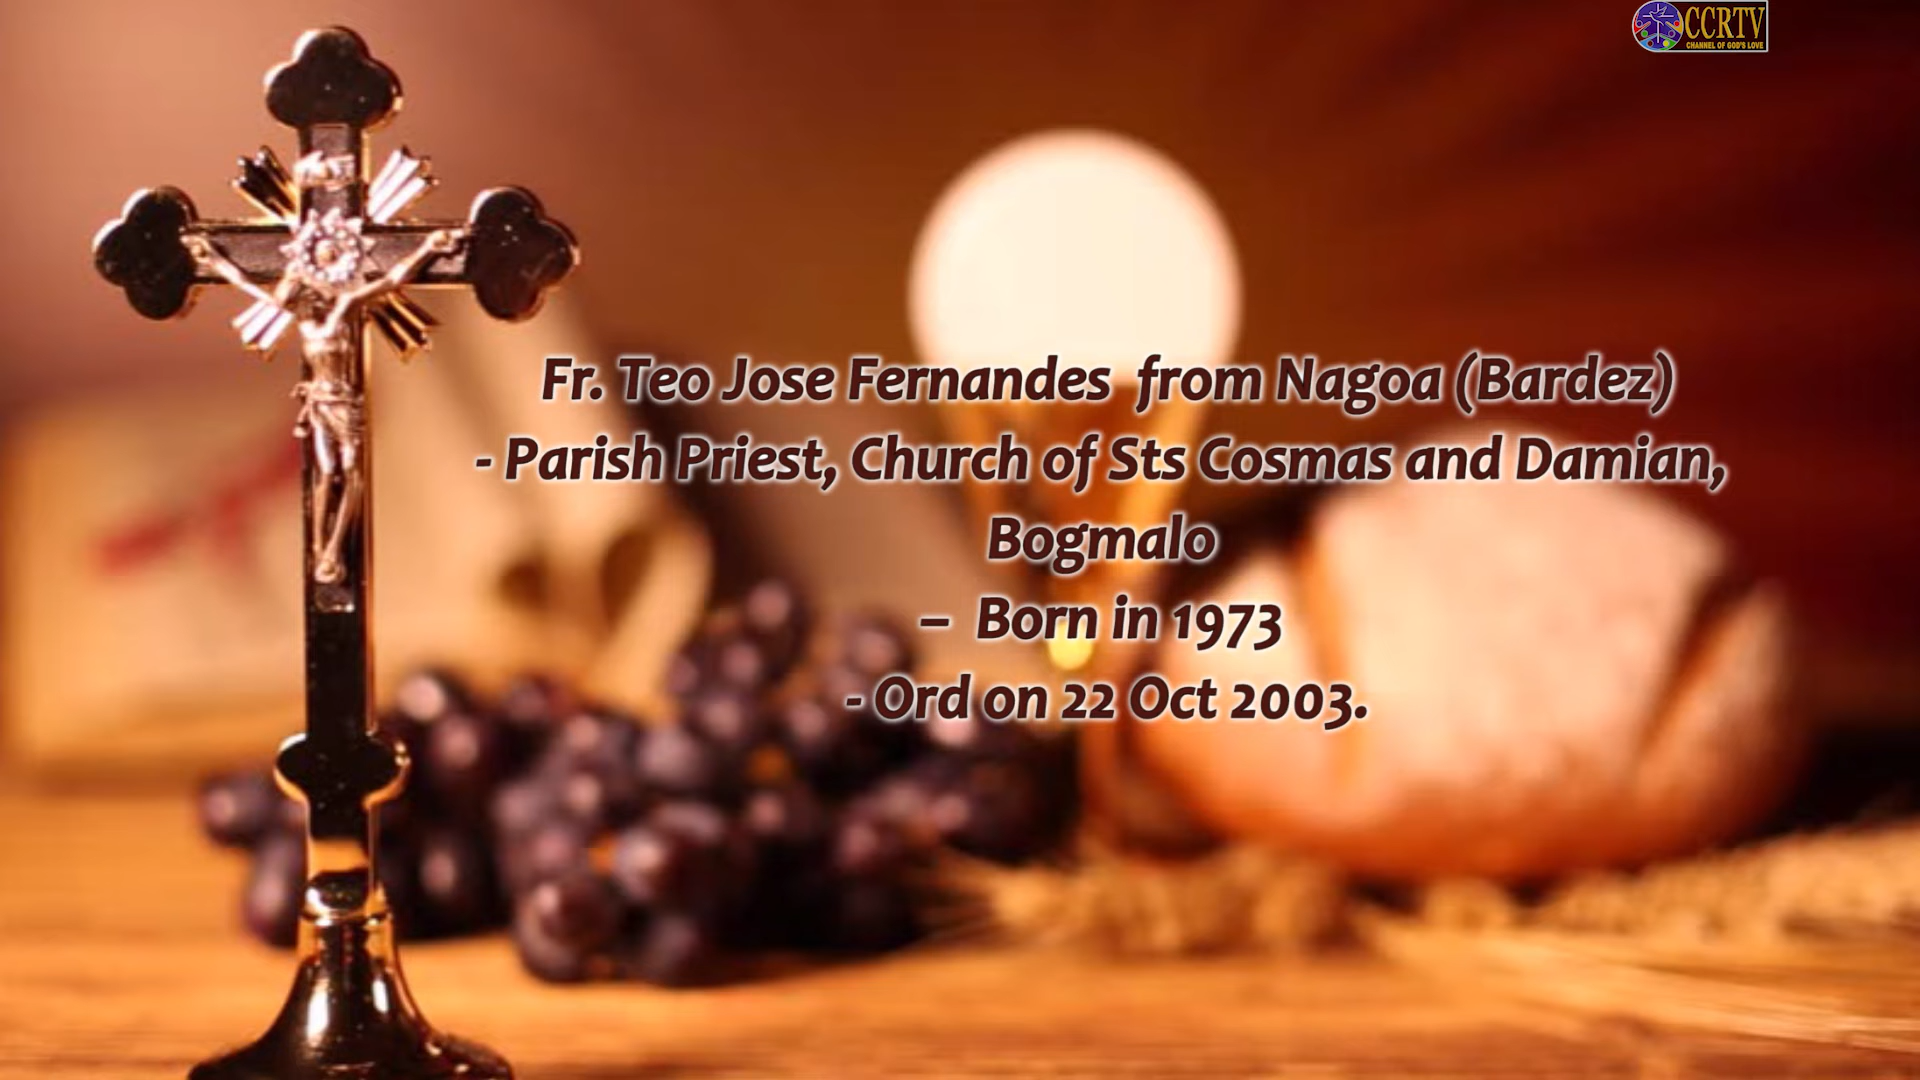 CCRTV
CHANNEL OF GOD'S LOVE
Fr. Teo Jose Fernandes from Nagoa (Bardez)
- Parish Priest, Church of Sts Cosmas and Damian,
Bogmalo
– Born in 1973
- Ord on 22 Oct 2003.